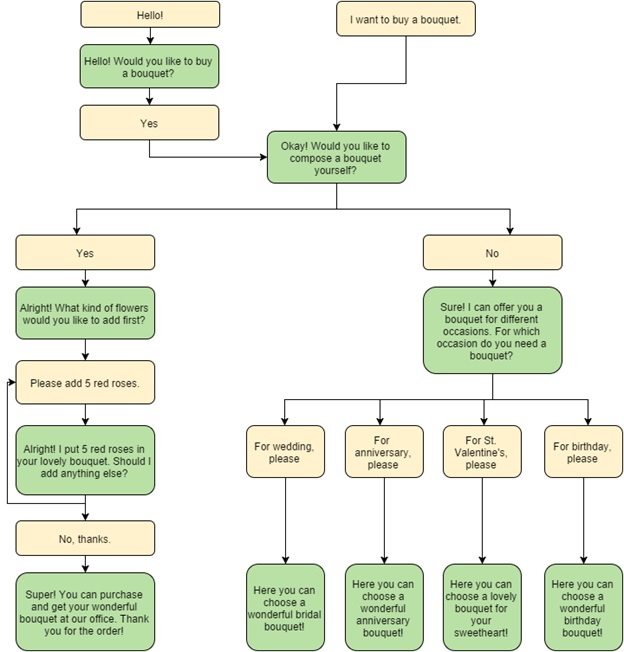 Hello!
I want to buy a bouquet.
Hello! Would you like to buy
a bouquet?
Yes
Okay! Would you like to
compose a bouquet
yourself?
Yes
No
Alright! What kind of flowers
would you like to add first?
Sure! I can offer you a
bouquet for different
occasions. For which
occasion do you need a
bouquet?
Please add 5 red roses.
Alright! I put 5 red roses in
your lovely bouquet. Should I
add anything else?
For wedding,
please
For
anniversary,
please
For St.
Valentine's,
please
For birthday,
please
No, thanks.
Super! You can purchase
and get your wonderful
bouquet at our office. Thank
you for the order!
Here you can
choose a
wonderful bridal
bouquet!
Here you can
choose a
wonderful
anniversary
bouquet!
Here you can
choose a lovely
bouquet for
your
sweetheart!
Here you can
choose a
wonderful
birthday
bouquet!